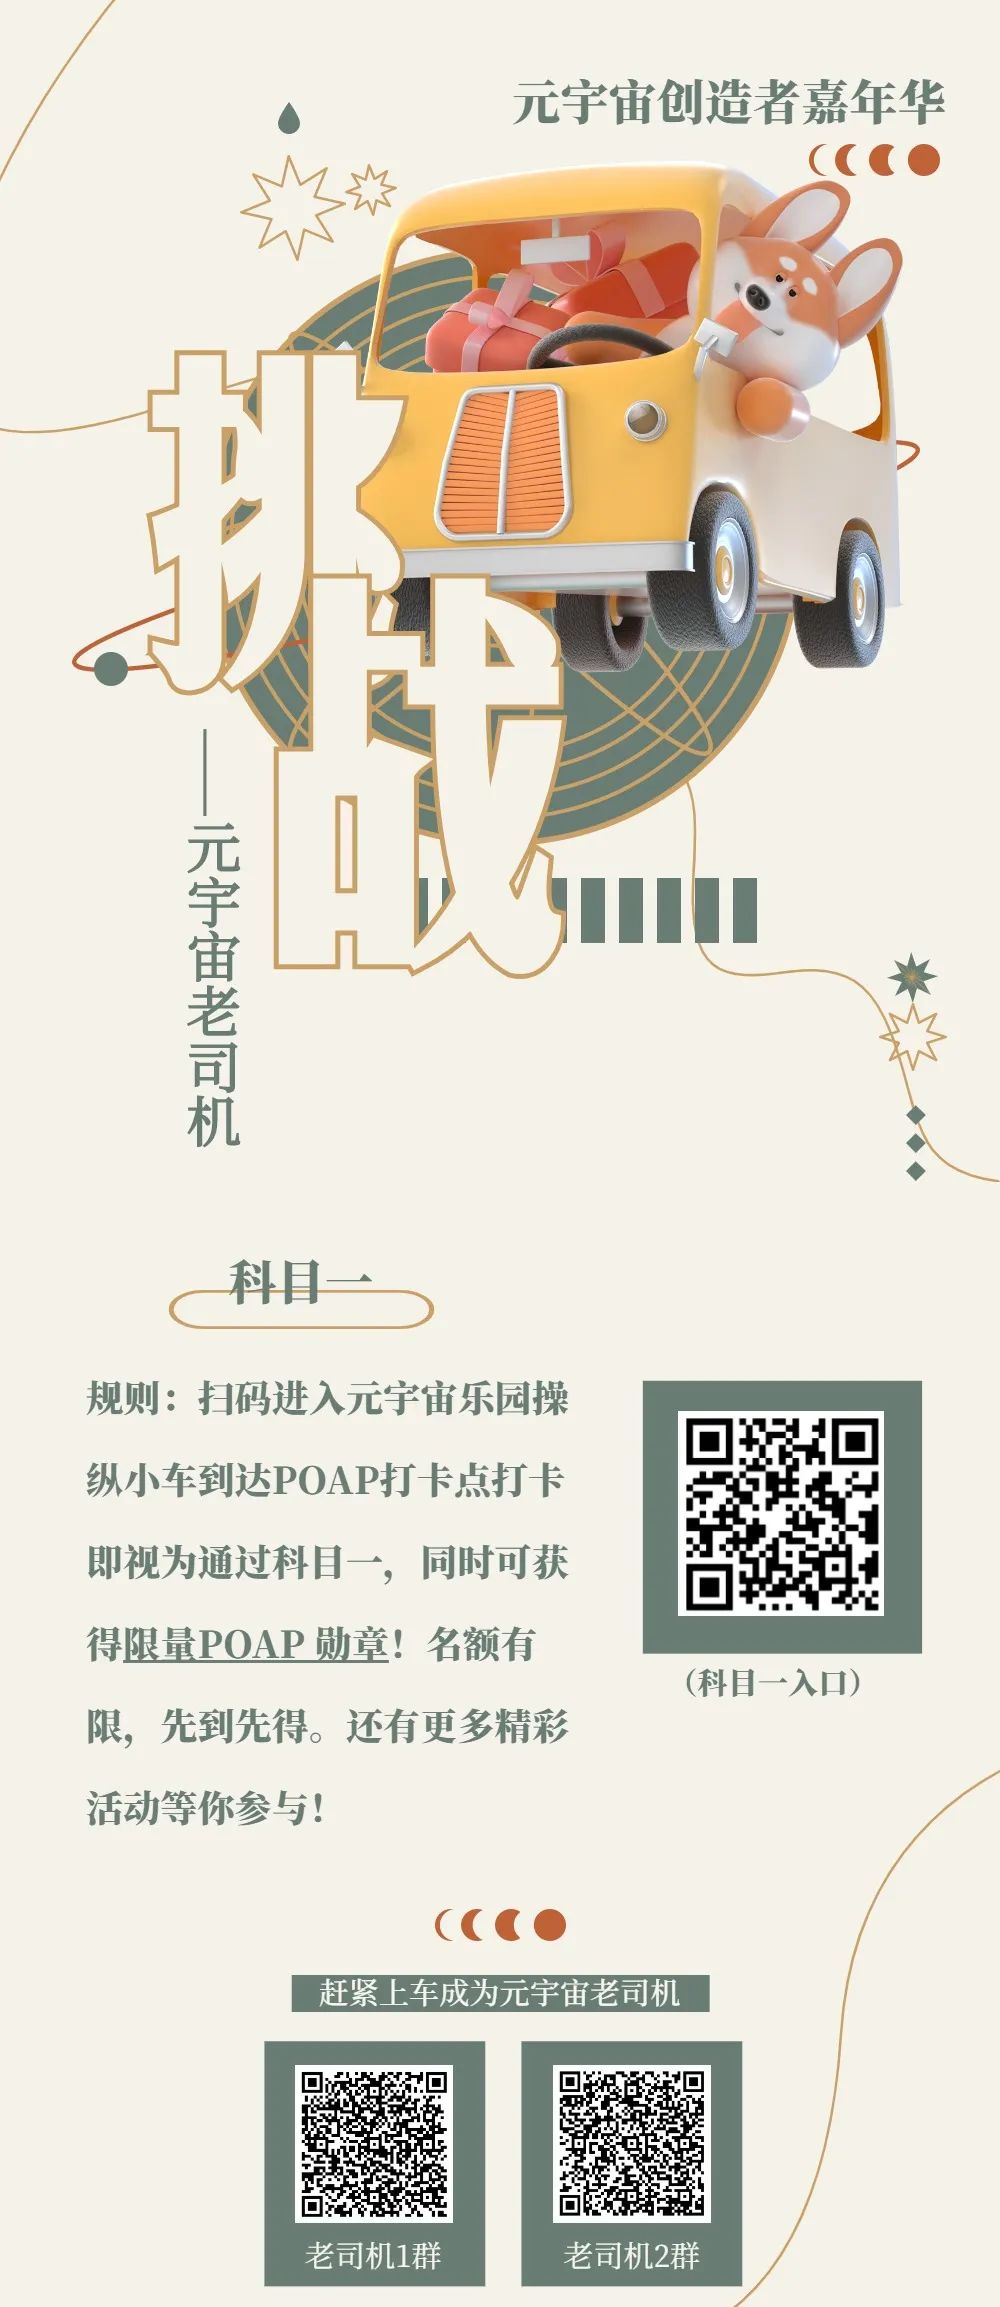 元宇宙创造者嘉年华
挑战
——元宇宙老司机
科目一
规则：扫码进入元宇宙乐园操
纵小车到达POAP打卡点打卡
即视为通过科目一，同时可获
得限量POAP 勋章！名额有
限，先到先得。还有更多精彩
活动等你参与！
（科目一入口）
赶紧上车成为元宇宙老司机
老司机1群
老司机2群